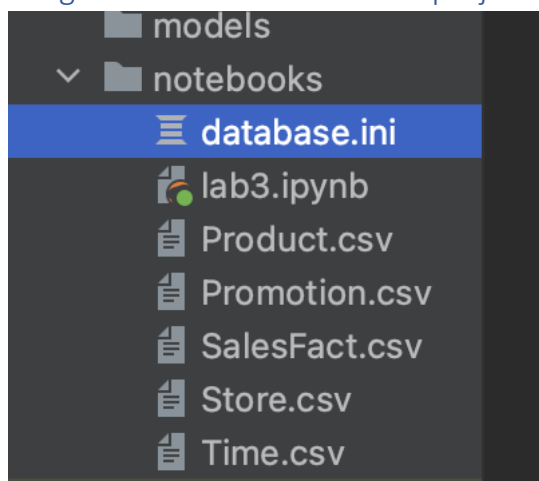 models
notebooks
database.ini
lab3.ipynb
Product.csv
Promotion.csv
SalesFact.csv
Store.csv
Time.csv